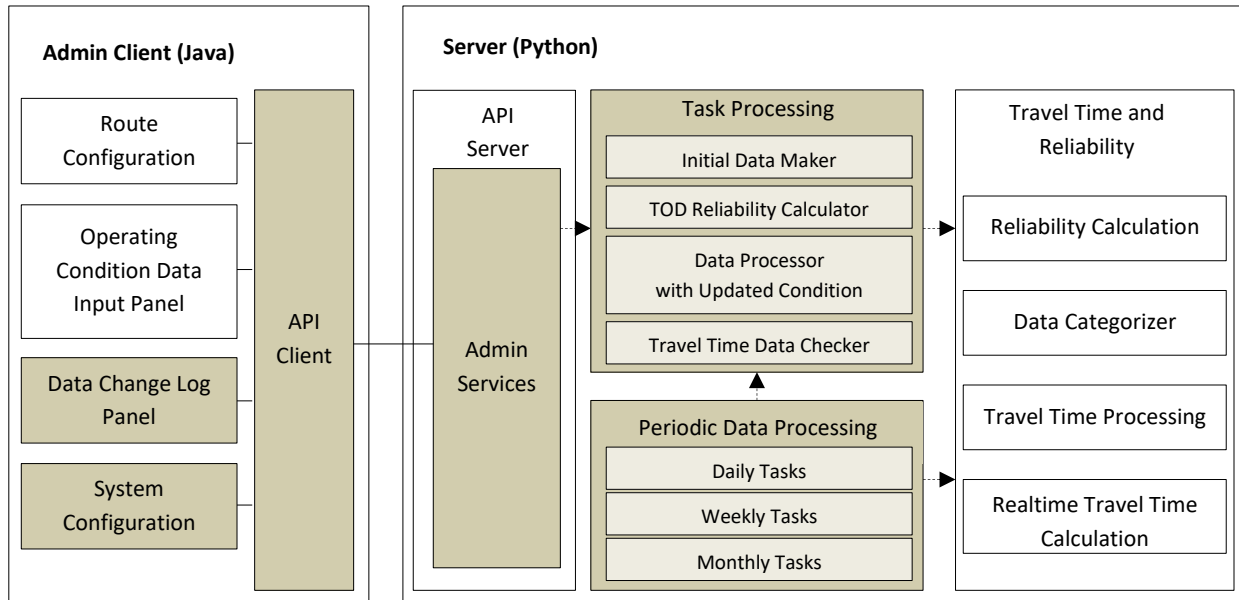 Admin Client (Java)
Route
Configuration
Operating
Condition Data
Input Panel
Data Change Log
Panel
System
Configuration
API
Client
Server (Python)
API
Server
Admin
Services
Task Processing
Initial Data Maker
TOD Reliability Calculator
Data Processor
with Updated Condition
Travel Time Data Checker
Periodic Data Processing
Daily Tasks
Weekly Tasks
Monthly Tasks
Travel Time and
Reliability
Reliability Calculation
Data Categorizer
Travel Time Processing
Realtime Travel Time
Calculation